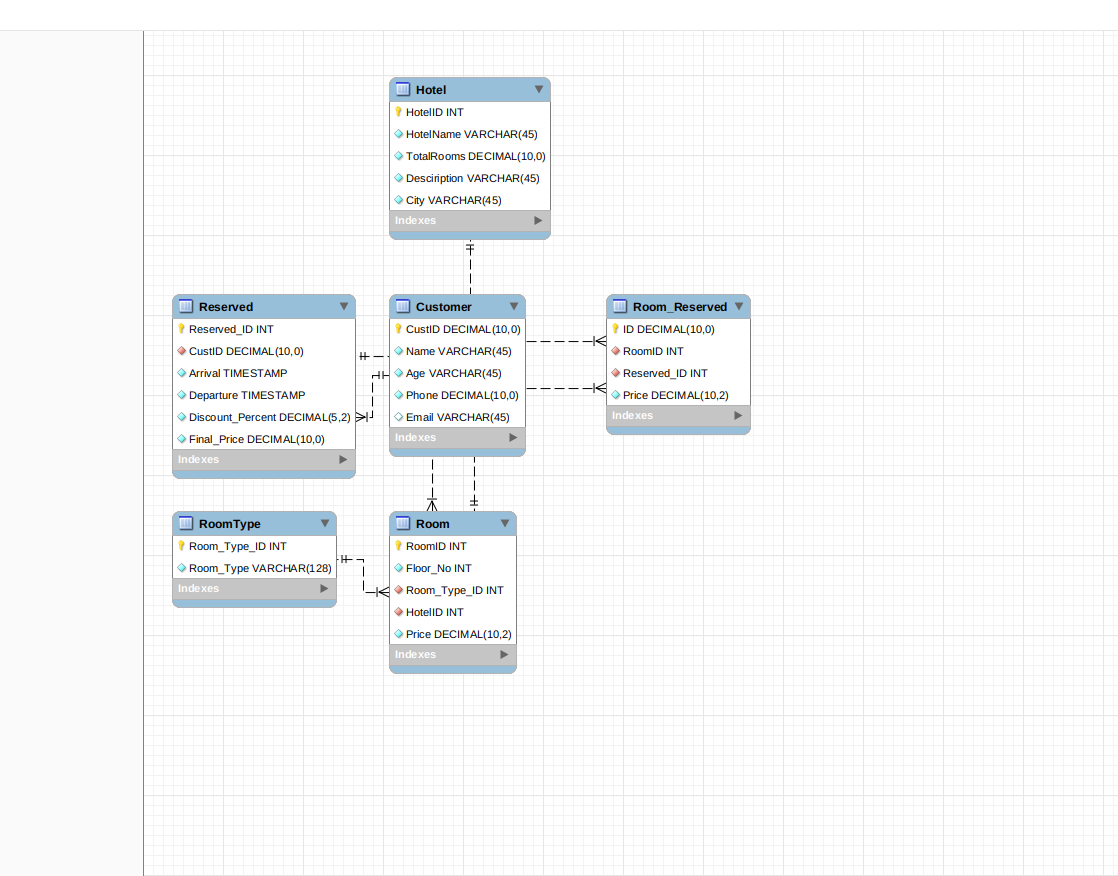 Hotel
HotelID INT
HotelName VARCHAR(45)
TotalRooms DECIMAL(10,0)
Desciription VARCHAR(45)
City VARCHAR(45)
Indexes
Reserved
Reserved_ID INT
CustID DECIMAL(10,0)
Arrival TIMESTAMP
Departure TIMESTAMP
Discount_Percent DECIMAL(5,2)
Final_Price DECIMAL(10,0)
Indexes
Customer
CustID DECIMAL(10,0)
Name VARCHAR(45)
Age VARCHAR(45)
Phone DECIMAL(10,0)
Email VARCHAR(45)
Indexes
Room_Reserved
ID DECIMAL(10,0)
RoomID INT
Reserved_ID INT
Price DECIMAL(10,2)
Indexes
RoomType
Room_Type_ID INT
Room_Type VARCHAR(128)
Indexes
Room
RoomID INT
Floor_No INT
Room_Type_ID INT
HotelID INT
Price DECIMAL(10,2)
Indexes